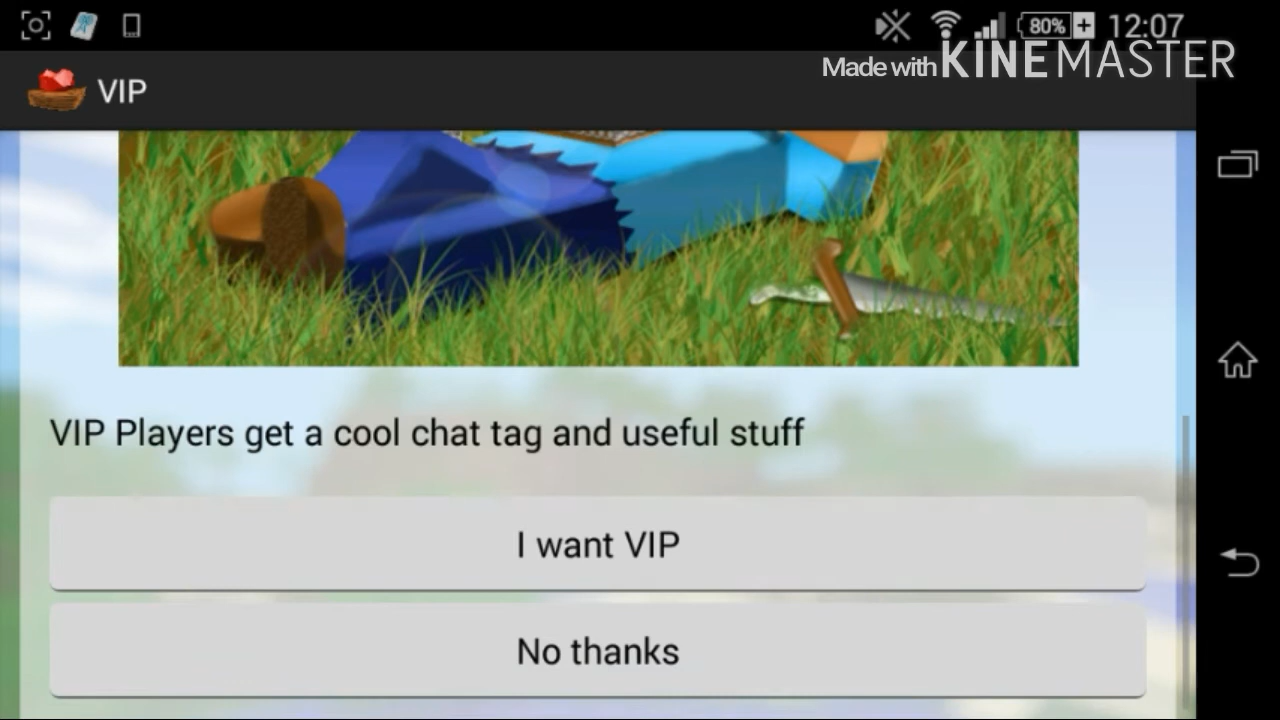 80% 12:07
Made with KINEMASTER
VIP
VIP Players get a cool chat tag and useful stuff
I want VIP
No thanks